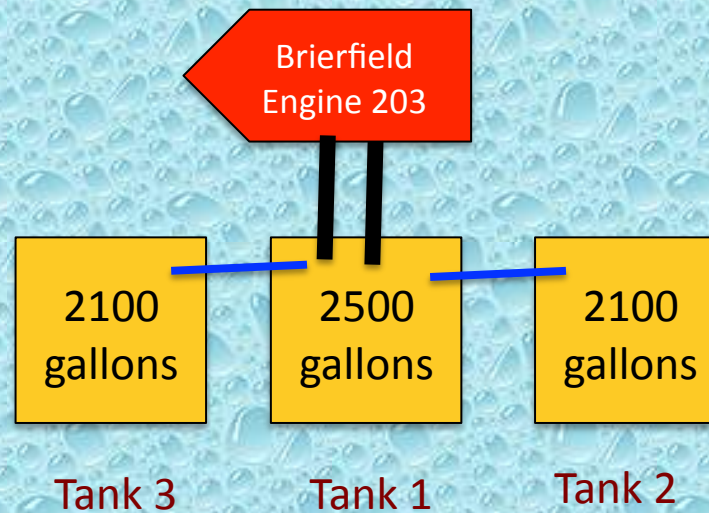 Brierfield
Engine 203
2100
gallons
2500
gallons
2100
gallons
Tank 3
Tank 1
Tank 2